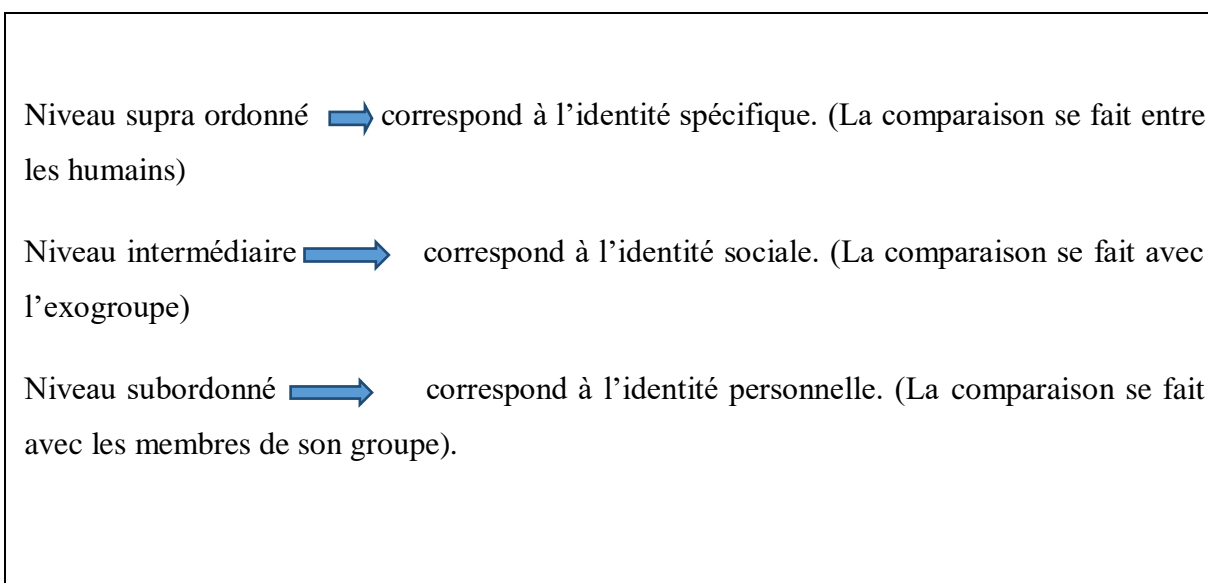 Niveau supra ordonné correspond à l’identité spécifique. (La comparaison se fait entre
les humains)
Niveau intermédiaire correspond à l’identité sociale. (La comparaison se fait avec
l’exogroupe)
Niveau subordonné correspond à l’identité personnelle. (La comparaison se fait
avec les membres de son groupe).